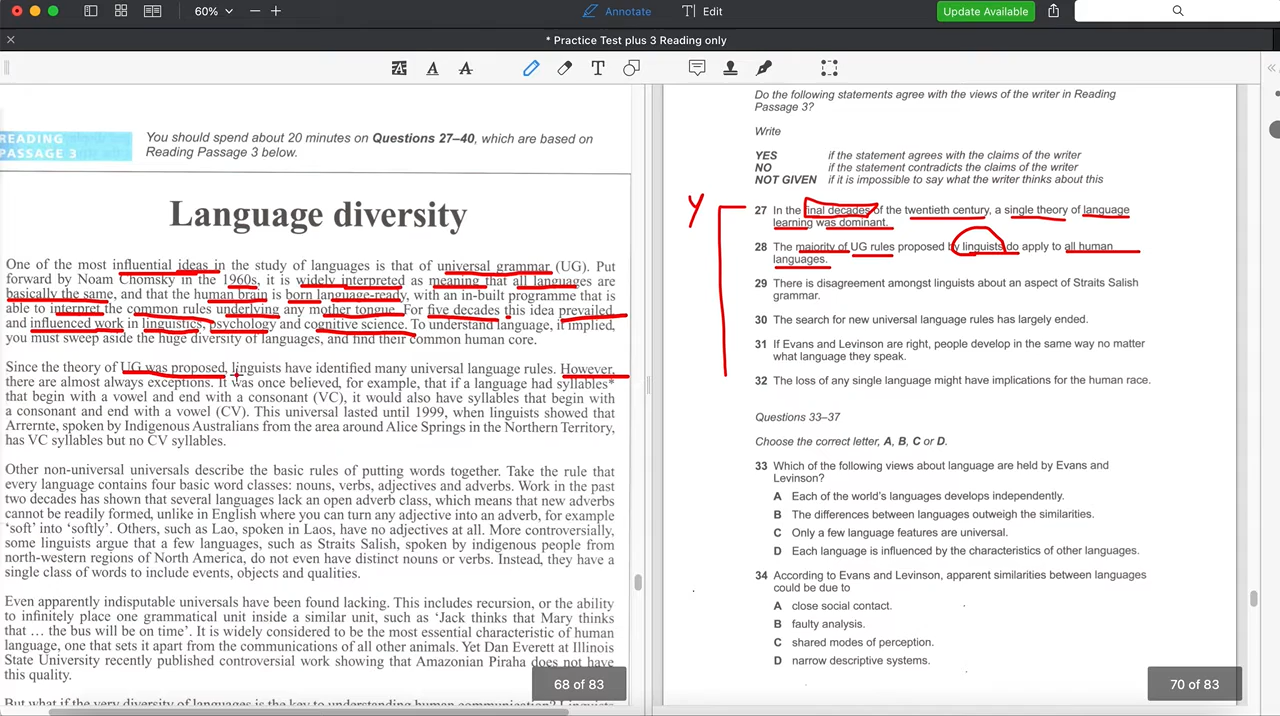 60%
Annotate
Edit
Update Available
* Practice Test plus 3 Reading only
READING
PASSAGE 3
You should spend about 20 minutes on Questions 27–40, which are based on
Reading Passage 3 below.
Language diversity
One of the most influential ideas in the study of languages is that of universal grammar (UG). Put
forward by Noam Chomsky in the 1960s, it is widely interpreted as meaning that all languages are
basically the same, and that the human brain is born language-ready, with an in-built programme that is
able to interpret the common rules underlying any mother tongue. For five decades this idea prevailed,
and influenced work in linguistics, psychology and cognitive science. To understand language, it implied,
you must sweep aside the huge diversity of languages, and find their common human core.
Since the theory of UG was proposed, linguists have identified many universal language rules. However,
there are almost always exceptions. It was once believed, for example, that if a language had syllables*
that begin with a vowel and end with a consonant (VC), it would also have syllables that begin with
a consonant and end with a vowel (CV). This universal lasted until 1999, when linguists showed that
Arrernte, spoken by Indigenous Australians from the area around Alice Springs in the Northern Territory,
has VC syllables but no CV syllables.
Other non-universal universals describe the basic rules of putting words together. Take the rule that
every language contains four basic word classes: nouns, verbs, adjectives and adverbs. Work in the past
two decades has shown that several languages lack an open adverb class, which means that new adverbs
cannot be readily formed, unlike in English where you can turn any adjective into an adverb, for example
'soft' into 'softly'. Others, such as Lao, spoken in Laos, have no adjectives at all. More controversially,
some linguists argue that a few languages, such as Straits Salish, spoken by indigenous people from
north-western regions of North America, do not even have distinct nouns or verbs. Instead, they have a
single class of words to include events, objects and qualities.
Even apparently indisputable universals have been found lacking. This includes recursion, or the ability
to infinitely place one grammatical unit inside a similar unit, such as 'Jack thinks that Mary thinks
that … the bus will be on time'. It is widely considered to be the most essential characteristic of human
language, one that sets it apart from the communications of all other animals. Yet Dan Everett at Illinois
State University recently published controversial work showing that Amazonian Piraha does not have
this quality.
But what if the very diversity of languages is the key to understanding human communication? Linguists
68 of 83
Do the following statements agree with the views of the writer in Reading
Passage 3?
Write
YES if the statement agrees with the claims of the writer
NO if the statement contradicts the claims of the writer
NOT GIVEN if it is impossible to say what the writer thinks about this
Y
27 In the final decades of the twentieth century, a single theory of language
learning was dominant.
28 The majority of UG rules proposed by linguists do apply to all human
languages.
29 There is disagreement amongst linguists about an aspect of Straits Salish
grammar.
30 The search for new universal language rules has largely ended.
31 If Evans and Levinson are right, people develop in the same way no matter
what language they speak.
32 The loss of any single language might have implications for the human race.
Questions 33–37
Choose the correct letter, A, B, C or D.
33 Which of the following views about language are held by Evans and
Levinson?
A Each of the world's languages develops independently.
B The differences between languages outweigh the similarities.
C Only a few language features are universal.
D Each language is influenced by the characteristics of other languages.
34 According to Evans and Levinson, apparent similarities between languages
could be due to
A close social contact.
B faulty analysis.
C shared modes of perception.
D narrow descriptive systems.
70 of 83